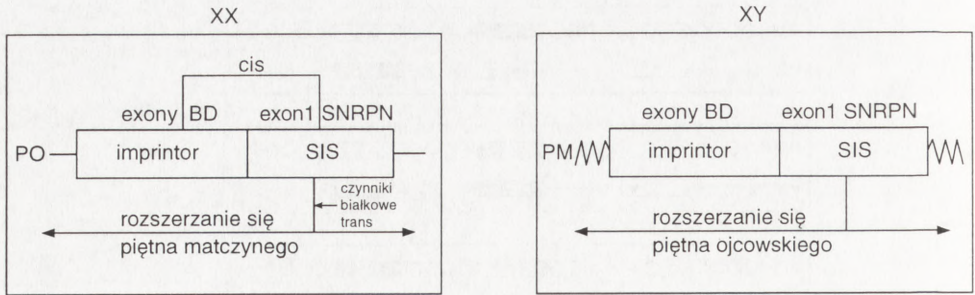 XX
cis
exony BD exon1 SNRPN
PO imprintor SIS
czynniki
białkowe
trans
rozszerzanie się
piętna matczynego
XY
exony BD exon1 SNRPN
PM imprintor SIS
rozszerzanie się
piętna ojcowskiego